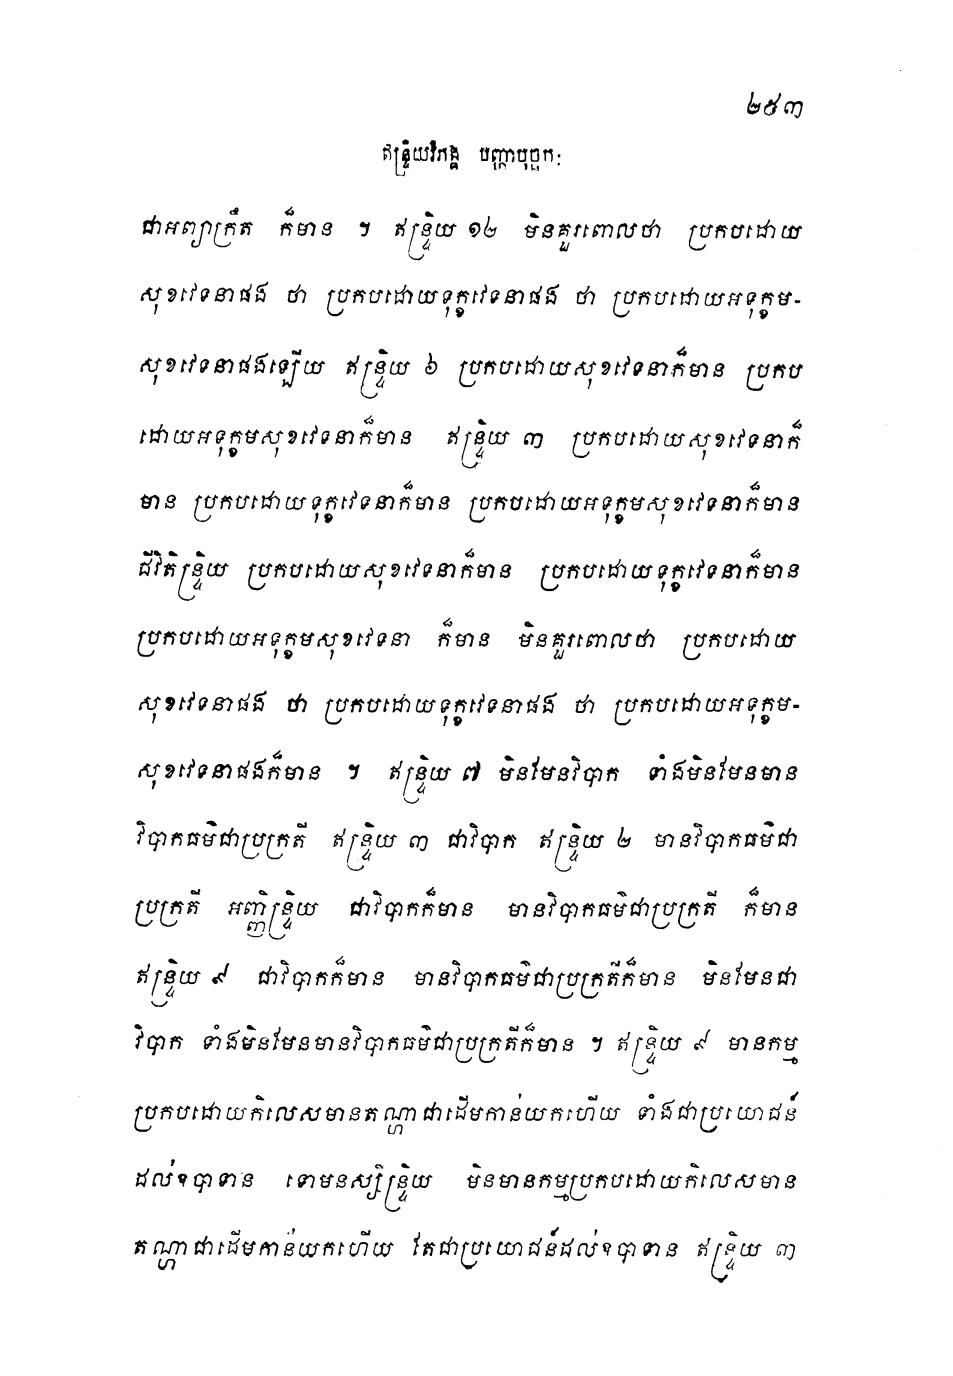 ២៥៣
ឥន្ទ្រិយវិភង្គ បញ្ហាបុច្ឆកៈ
ជាអព្យាក្រឹត ក៏មាន ។ ឥន្ទ្រិយ ១២ មិនគួរពោលថា ប្រកបដោយ
សុខវេទនាផង ថា ប្រកបដោយទុក្ខវេទនាផង ថា ប្រកបដោយអទុក្ខម-
សុខវេទនាផងឡើយ ឥន្ទ្រិយ ៦ ប្រកបដោយសុខវេទនាក៏មាន ប្រកប
ដោយអទុក្ខមសុខវេទនាក៏មាន ឥន្ទ្រិយ ៣ ប្រកបដោយសុខវេទនាក៏
មាន ប្រកបដោយទុក្ខវេទនាក៏មាន ប្រកបដោយអទុក្ខមសុខវេទនាក៏មាន
ជីវិតិន្ទ្រិយ ប្រកបដោយសុខវេទនាក៏មាន ប្រកបដោយទុក្ខវេទនាក៏មាន
ប្រកបដោយអទុក្ខមសុខវេទនា ក៏មាន មិនគួរពោលថា ប្រកបដោយ
សុខវេទនាផង ថា ប្រកបដោយទុក្ខវេទនាផង ថា ប្រកបដោយអទុក្ខម-
សុខវេទនាផងក៏មាន ។ ឥន្ទ្រិយ ៧ មិនមែនវិបាក ទាំងមិនមែនមាន
វិបាកធម៌ជាប្រក្រតី ឥន្ទ្រិយ ៣ ជាវិបាក ឥន្ទ្រិយ ២ មានវិបាកធម៌ជា
ប្រក្រតី អញ្ញិន្ទ្រិយ ជាវិបាកក៏មាន មានវិបាកធម៌ជាប្រក្រតី ក៏មាន
ឥន្ទ្រិយ ៩ ជាវិបាកក៏មាន មានវិបាកធម៌ជាប្រក្រតីក៏មាន មិនមែនជា
វិបាក ទាំងមិនមែនមានវិបាកធម៌ជាប្រក្រតីក៏មាន ។ ឥន្ទ្រិយ ៩ មានកម្ម
ប្រកបដោយកិលេសមានតណ្ហាជាដើមកាន់យកហើយ ទាំងជាប្រយោជន៍
ដល់ឧបាទាន ទោមនស្សិន្ទ្រិយ មិនមានកម្មប្រកបដោយកិលេសមាន
តណ្ហាជាដើមកាន់យកហើយ តែជាប្រយោជន៍ដល់ឧបាទាន ឥន្ទ្រិយ ៣